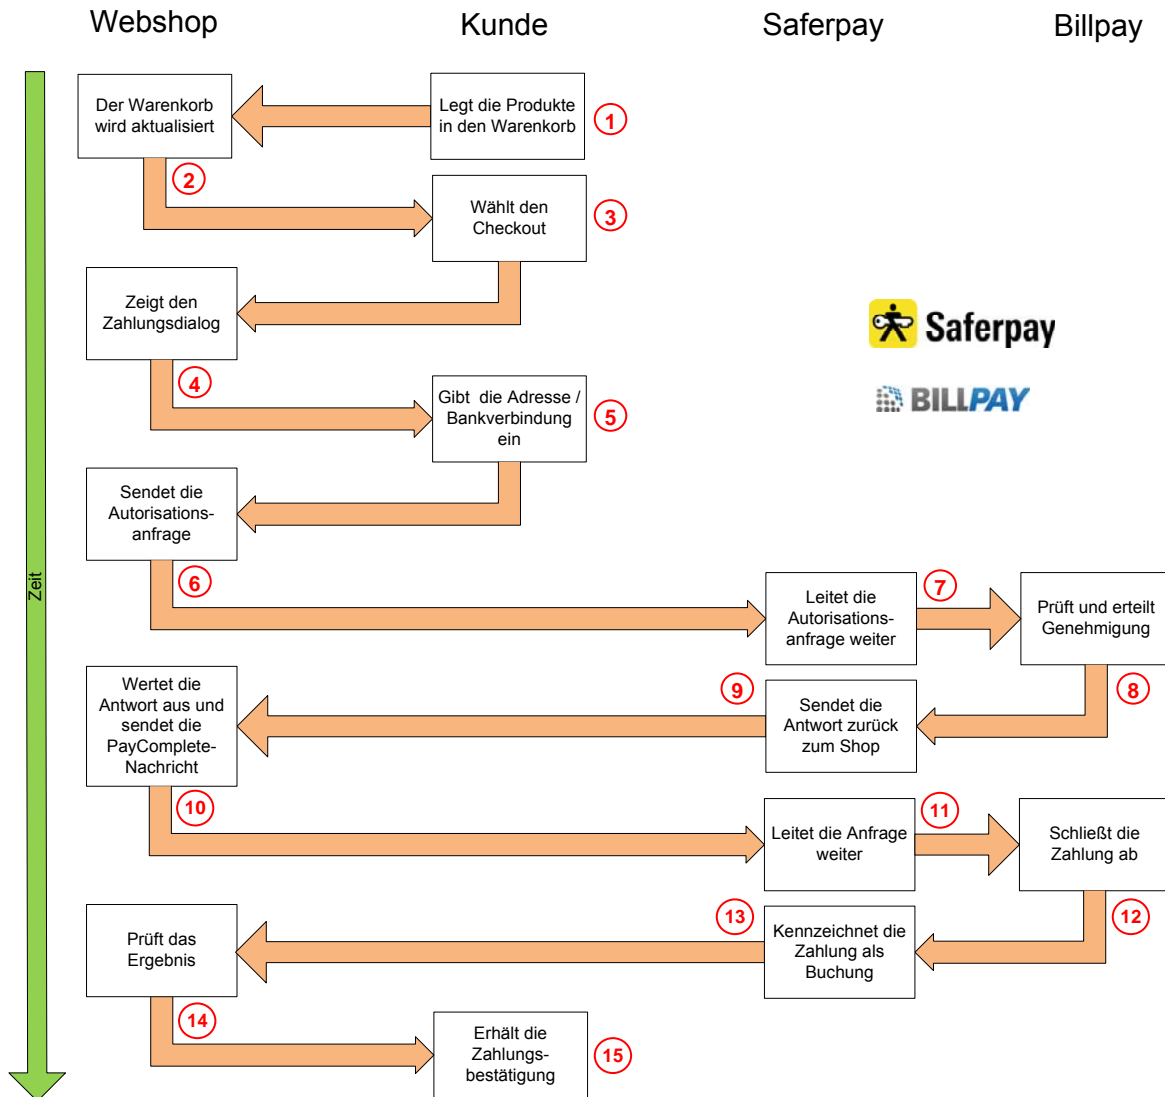 Webshop
Kunde
Saferpay
Billpay
Zeit
Der Warenkorb
wird aktualisiert
Legt die Produkte
in den Warenkorb
1
2
Wählt den
Checkout
3
Zeigt den
Zahlungsdialog
4
Gibt die Adresse /
Bankverbindung
ein
5
Saferpay
BILLPAY
Sendet die
Autorisations-
anfrage
6
Leitet die
Autorisations-
anfrage weiter
7
Prüft und erteilt
Genehmigung
8
Sendet die
Antwort zurück
zum Shop
9
Wertet die
Antwort aus und
sendet die
PayComplete-
Nachricht
10
Leitet die Anfrage
weiter
11
Schließt die
Zahlung ab
12
Kennzeichnet die
Zahlung als
Buchung
13
Prüft das
Ergebnis
14
Erhält die
Zahlungs-
bestätigung
15